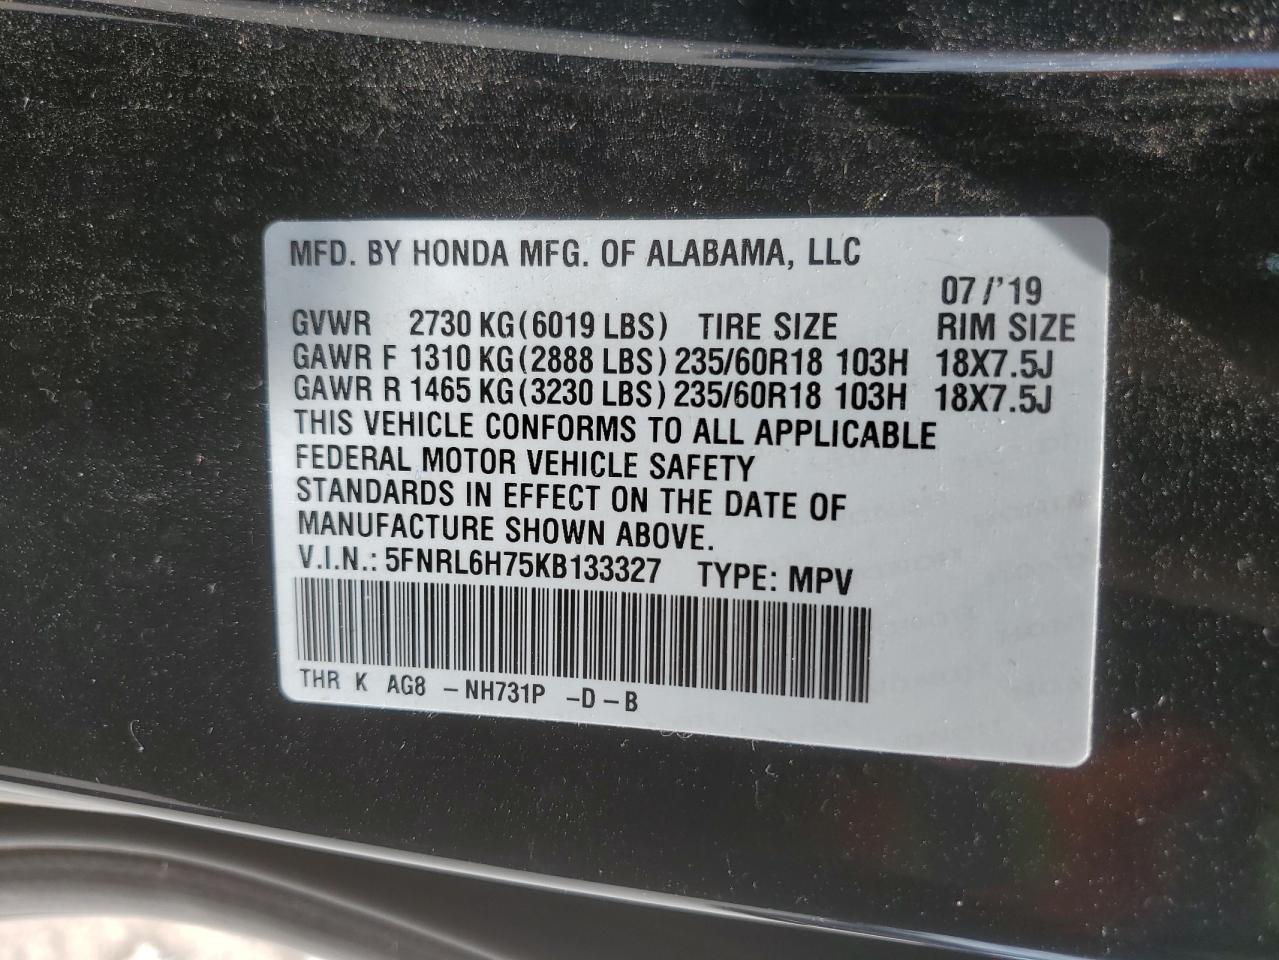 MFD. BY HONDA MFG. OF ALABAMA, LLC
07/'19
GVWR 2730 KG(6019 LBS) TIRE SIZE RIM SIZE
GAWR F 1310 KG(2888 LBS) 235/60R18 103H 18X7.5J
GAWR R 1465 KG(3230 LBS) 235/60R18 103H 18X7.5J
THIS VEHICLE CONFORMS TO ALL APPLICABLE
FEDERAL MOTOR VEHICLE SAFETY
STANDARDS IN EFFECT ON THE DATE OF
MANUFACTURE SHOWN ABOVE.
V.I.N.: 5FNRL6H75KB133327 TYPE: MPV
THR K AG8 -NH731P -D-B